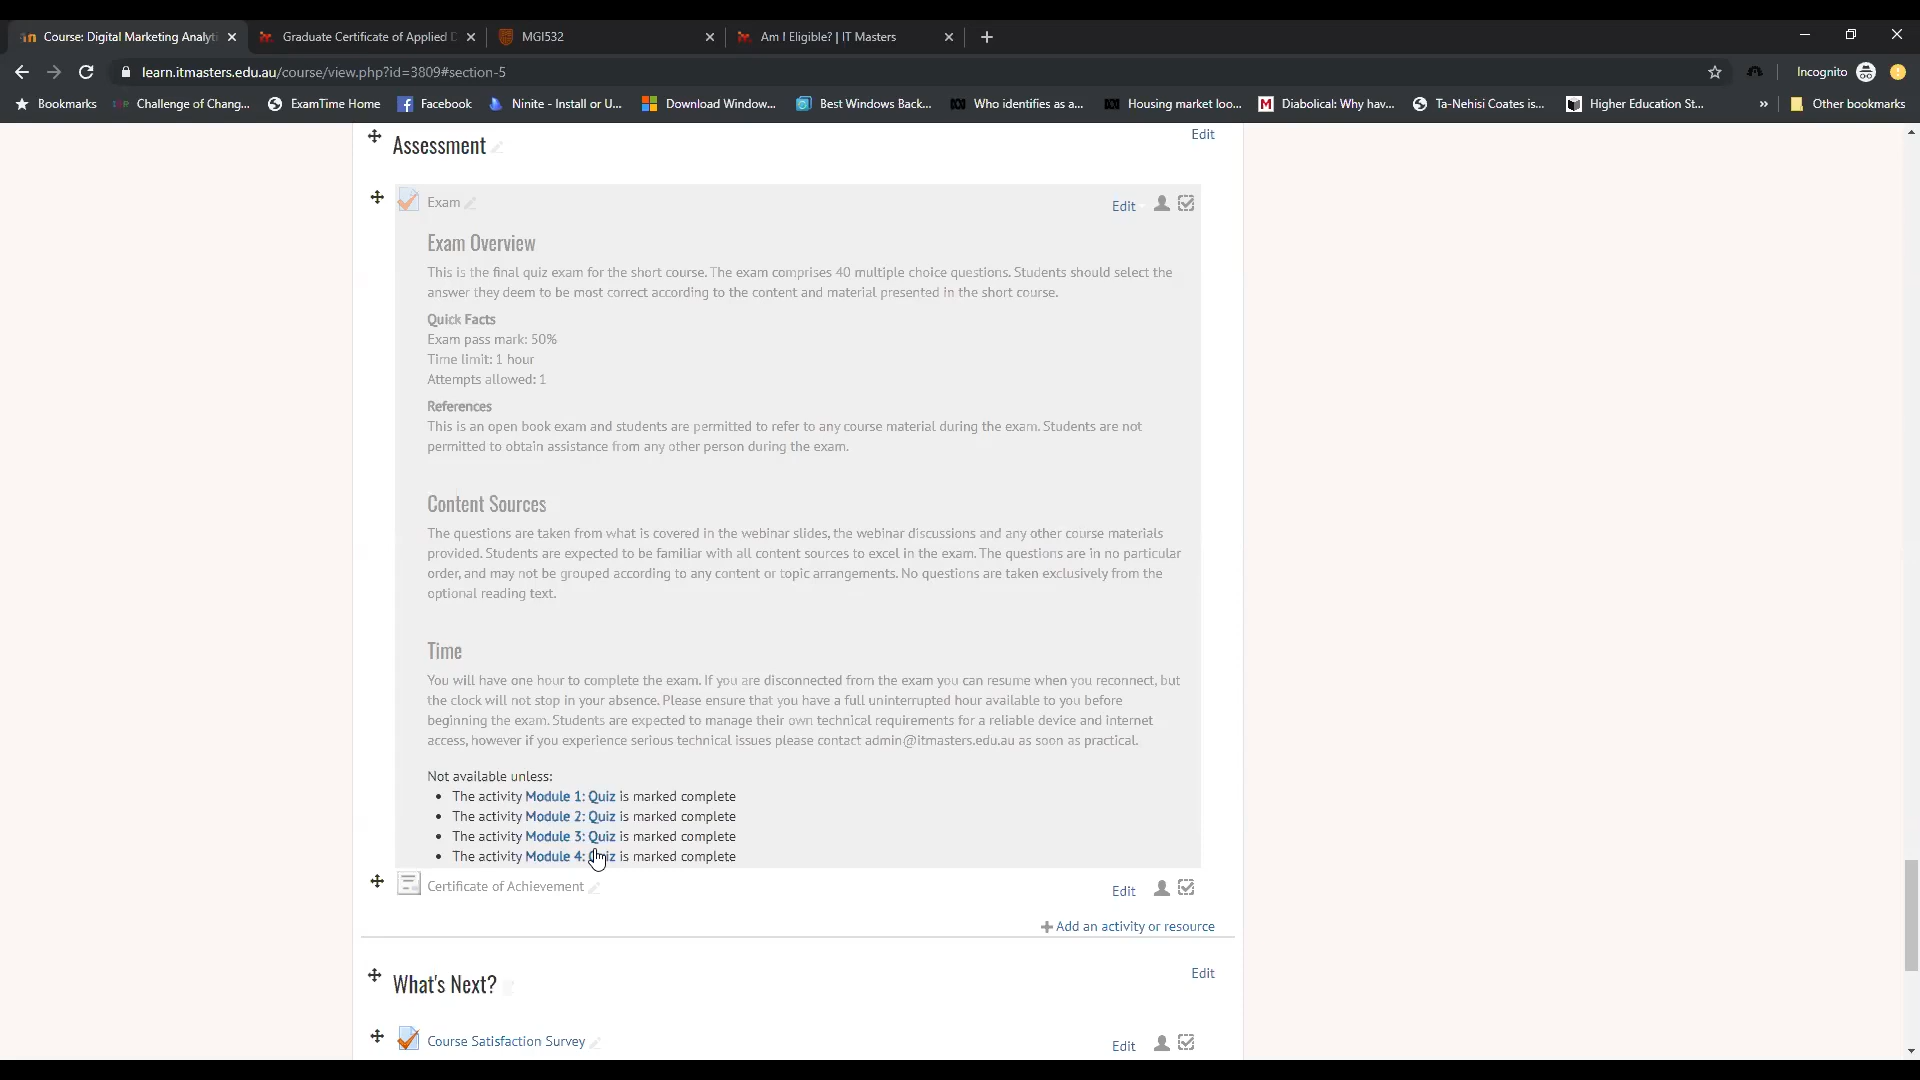 Course: Digital Marketing Analyti
Graduate Certificate of Applied D
MGI532
Am I Eligible? | IT Masters
learn.itmasters.edu.au/course/view.php?id=3809#section-5
Incognito
Bookmarks
Challenge of Chang...
ExamTime Home
Facebook
Ninite - Install or U...
Download Window...
Best Windows Back...
Who identifies as a...
Housing market loo...
Diabolical: Why hav...
Ta-Nehisi Coates is...
Higher Education St...
»
Other bookmarks
Assessment
Edit
Exam
Edit
Exam Overview
This is the final quiz exam for the short course. The exam comprises 40 multiple choice questions. Students should select the
answer they deem to be most correct according to the content and material presented in the short course.
Quick Facts
Exam pass mark: 50%
Time limit: 1 hour
Attempts allowed: 1
References
This is an open book exam and students are permitted to refer to any course material during the exam. Students are not
permitted to obtain assistance from any other person during the exam.
Content Sources
The questions are taken from what is covered in the webinar slides, the webinar discussions and any other course materials
provided. Students are expected to be familiar with all content sources to excel in the exam. The questions are in no particular
order, and may not be grouped according to any content or topic arrangements. No questions are taken exclusively from the
optional reading text.
Time
You will have one hour to complete the exam. If you are disconnected from the exam you can resume when you reconnect, but
the clock will not stop in your absence. Please ensure that you have a full uninterrupted hour available to you before
beginning the exam. Students are expected to manage their own technical requirements for a reliable device and internet
access, however if you experience serious technical issues please contact admin@itmasters.edu.au as soon as practical.
Not available unless:
• The activity Module 1: Quiz is marked complete
• The activity Module 2: Quiz is marked complete
• The activity Module 3: Quiz is marked complete
• The activity Module 4: Quiz is marked complete
Certificate of Achievement
Edit
Add an activity or resource
What's Next?
Edit
Course Satisfaction Survey
Edit